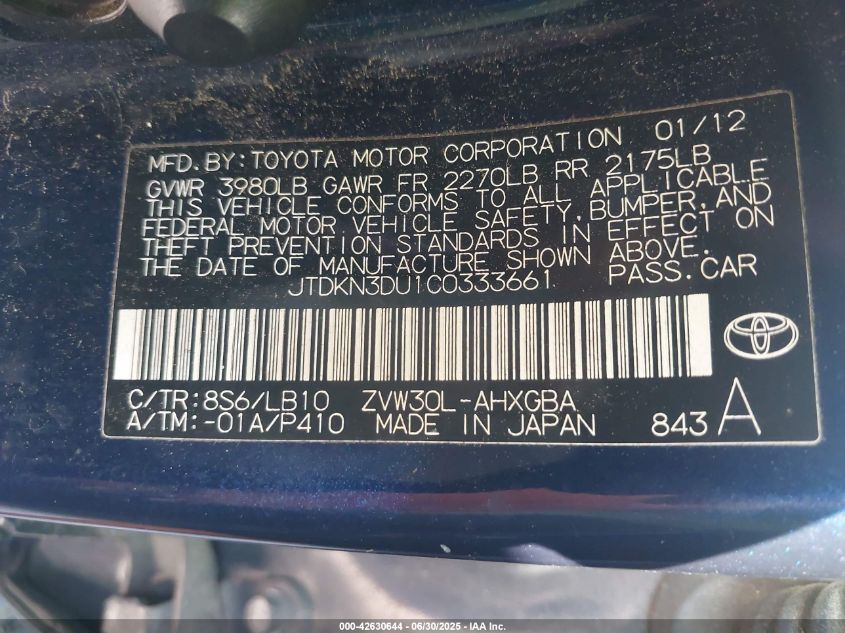 MFD.BY:TOYOTA MOTOR CORPORATION 01/12
GVWR 3980LB GAWR FR 2270LB RR 2175LB
THIS VEHICLE CONFORMS TO ALL APPLICABLE
FEDERAL MOTOR VEHICLE SAFETY,BUMPER,AND
THEFT PREVENTION STANDARDS IN EFFECT ON
THE DATE OF MANUFACTURE SHOWN ABOVE.
JTDKN3DU1C0333661 PASS.CAR
C/TR:8S6/LB10 ZVW30L-AHXGBA
A/TM:-01A/P410 MADE IN JAPAN 843 A
000-42630644 - 06/30/2025 - IAA Inc.